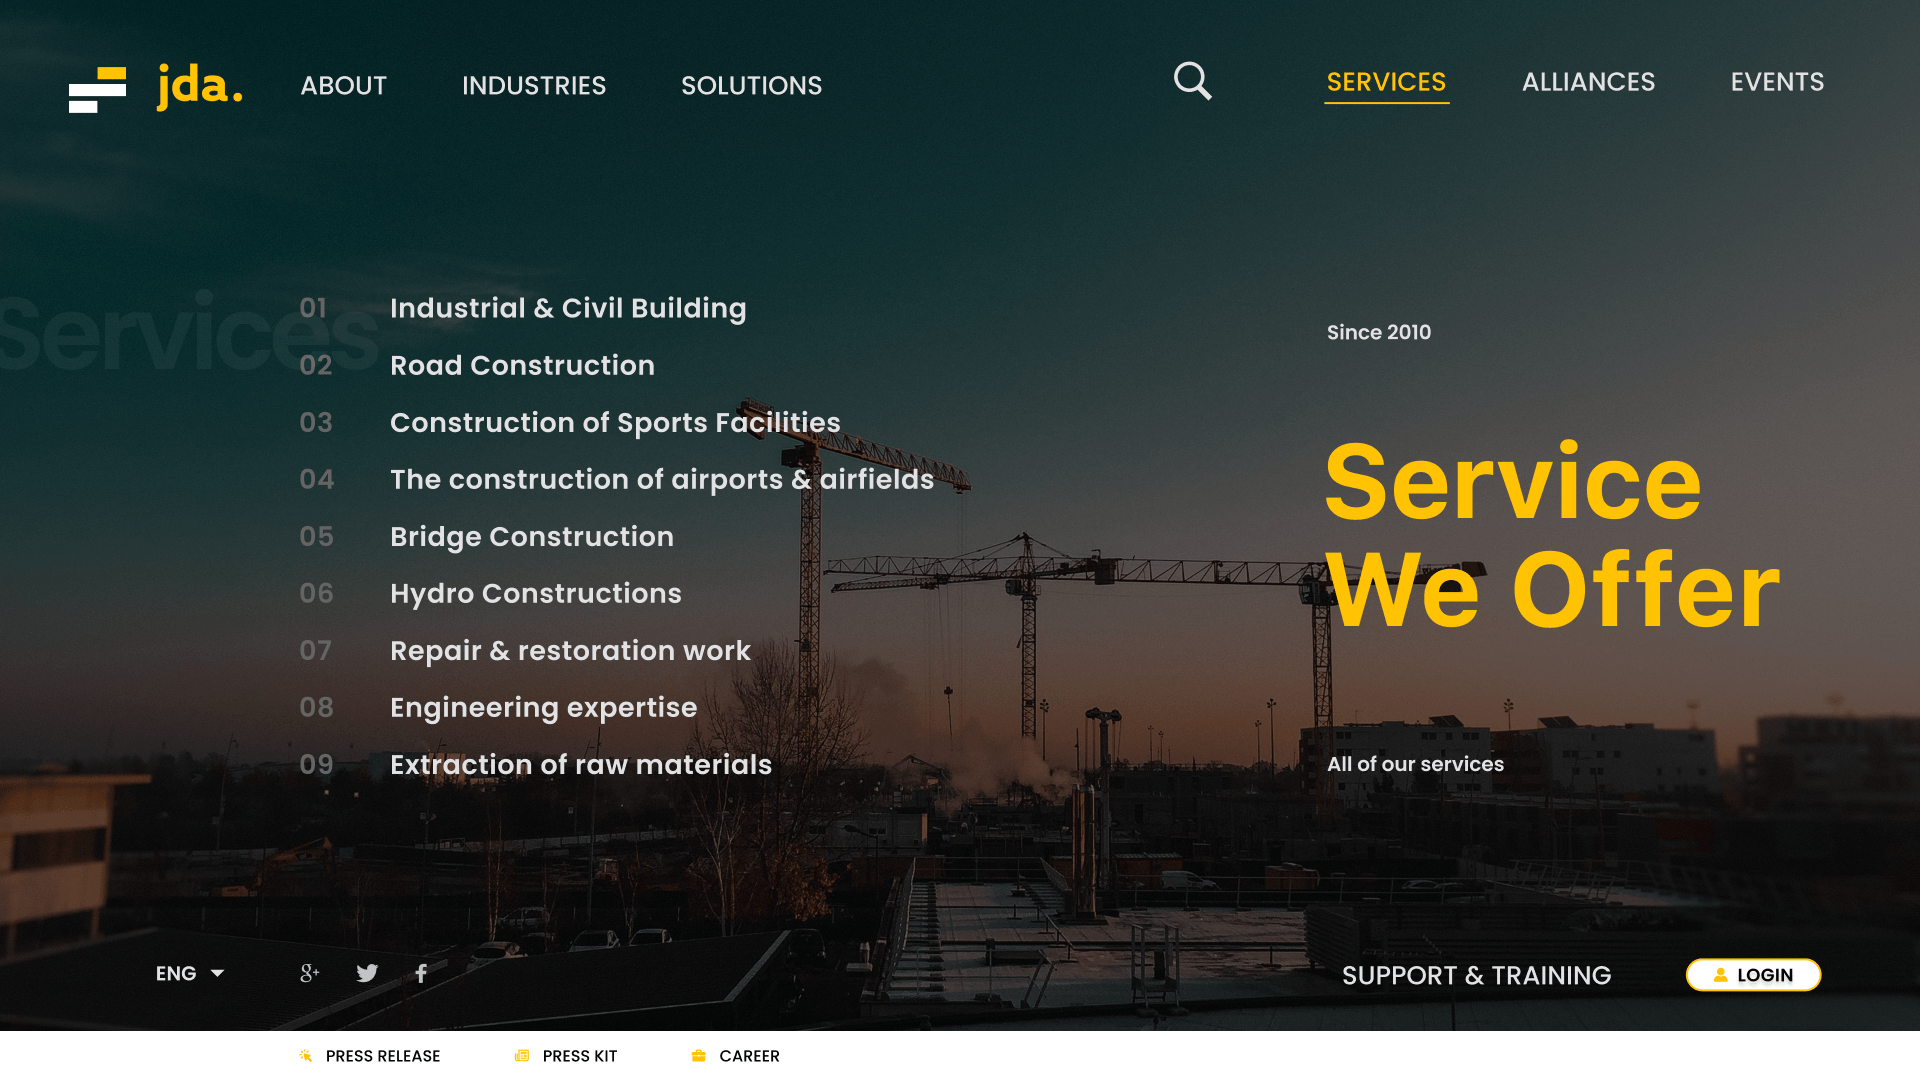 jda.
ABOUT
INDUSTRIES
SOLUTIONS
SERVICES
ALLIANCES
EVENTS
Services
01 Industrial & Civil Building
02 Road Construction
03 Construction of Sports Facilities
04 The construction of airports & airfields
05 Bridge Construction
06 Hydro Constructions
07 Repair & restoration work
08 Engineering expertise
09 Extraction of raw materials
Since 2010
Service
We Offer
All of our services
ENG
g+
f
SUPPORT & TRAINING
LOGIN
PRESS RELEASE
PRESS KIT
CAREER